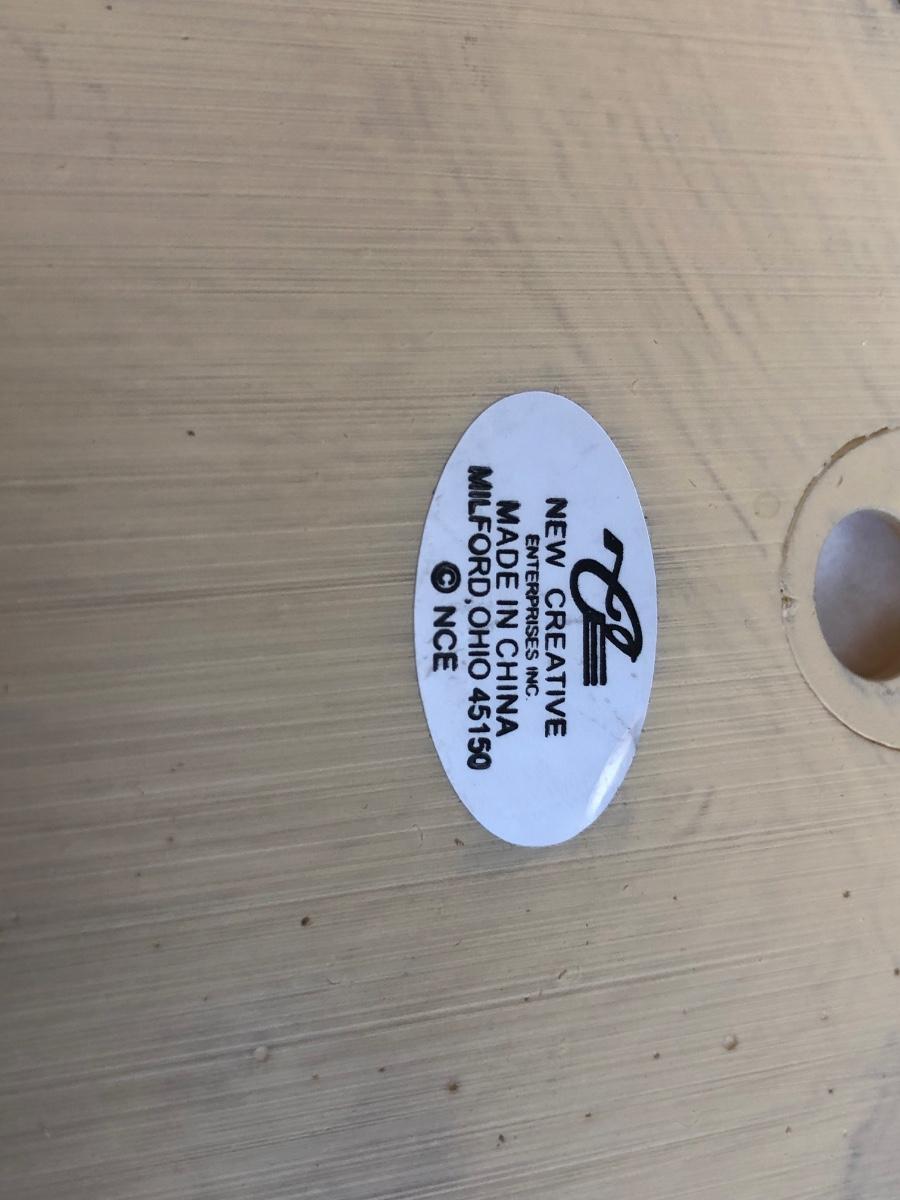 NEW CREATIVE
ENTERPRISES INC.
MADE IN CHINA
MILFORD, OHIO 45150
© NCE